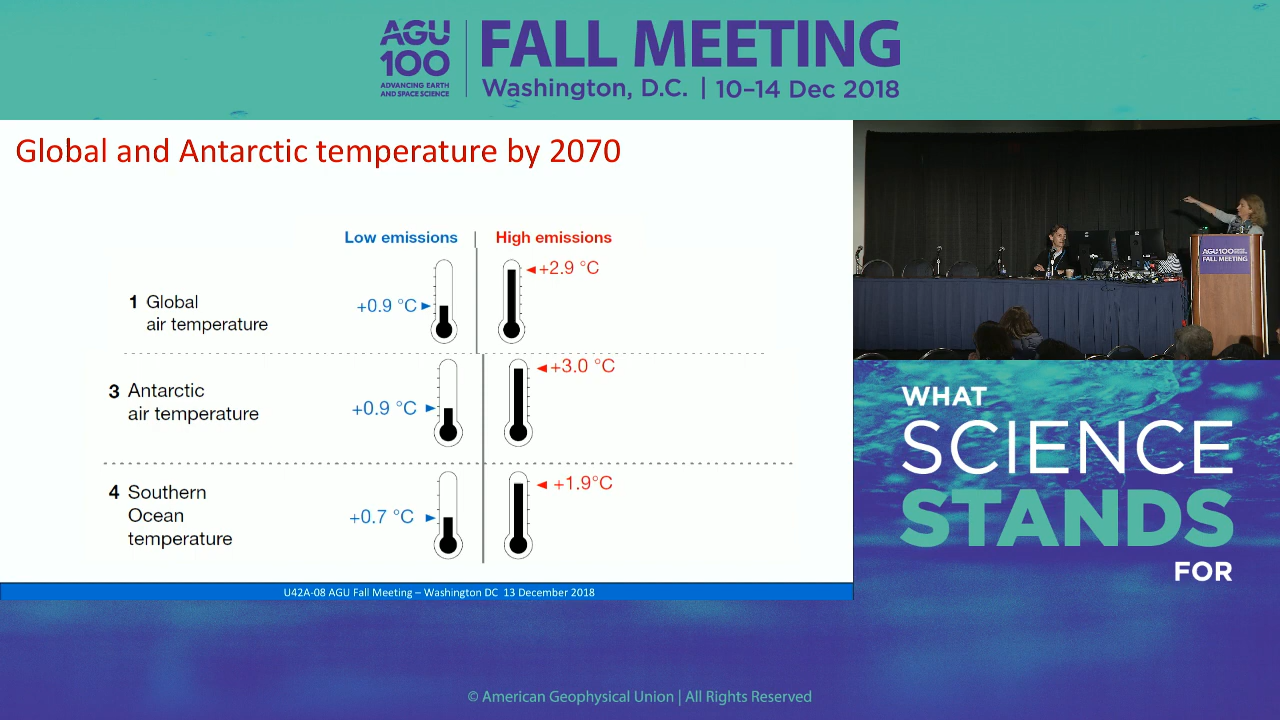 AGU
100
ADVANCING EARTH
AND SPACE SCIENCE
FALL MEETING
Washington, D.C. | 10–14 Dec 2018
Global and Antarctic temperature by 2070
Low emissions | High emissions
1 Global
air temperature
+0.9 °C
+2.9 °C
3 Antarctic
air temperature
+0.9 °C
+3.0 °C
4 Southern
Ocean
temperature
+0.7 °C
+1.9°C
U42A-08 AGU Fall Meeting – Washington DC 13 December 2018
AGU100
FALL MEETING
WHAT
SCIENCE
STANDS
FOR
© American Geophysical Union | All Rights Reserved